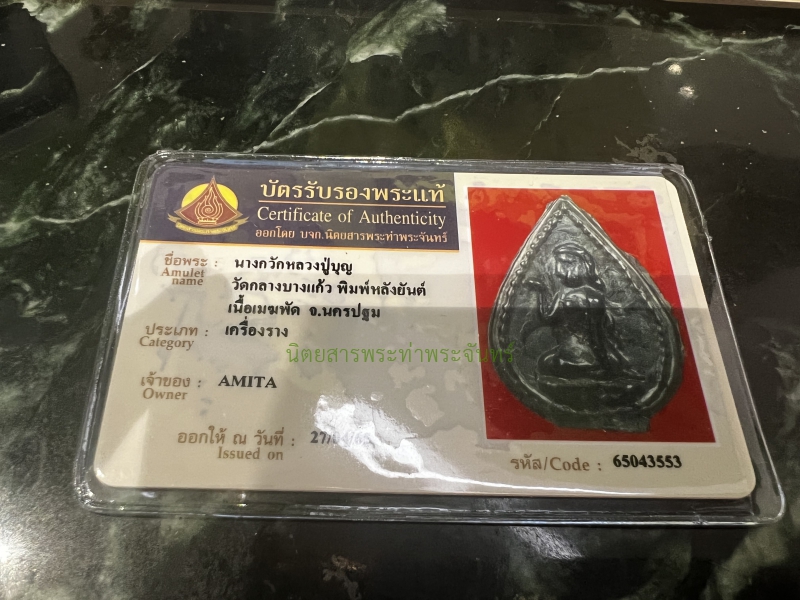 บัตรรับรองพระแท้
Certificate of Authenticity
ออกโดย บจก.นิตยสารพระท่าพระจันทร์
ชื่อพระ : นางกวักหลวงปู่บุญ
Amulet name
วัดกลางบางแก้ว พิมพ์หลังยันต์
เนื้อเมฆพัด จ.นครปฐม
ประเภท : เครื่องราง
Category
นิตยสารพระท่าพระจันทร์
เจ้าของ : AMITA
Owner
ออกให้ ณ วันที่ :
Issued on
รหัส/Code : 65043553